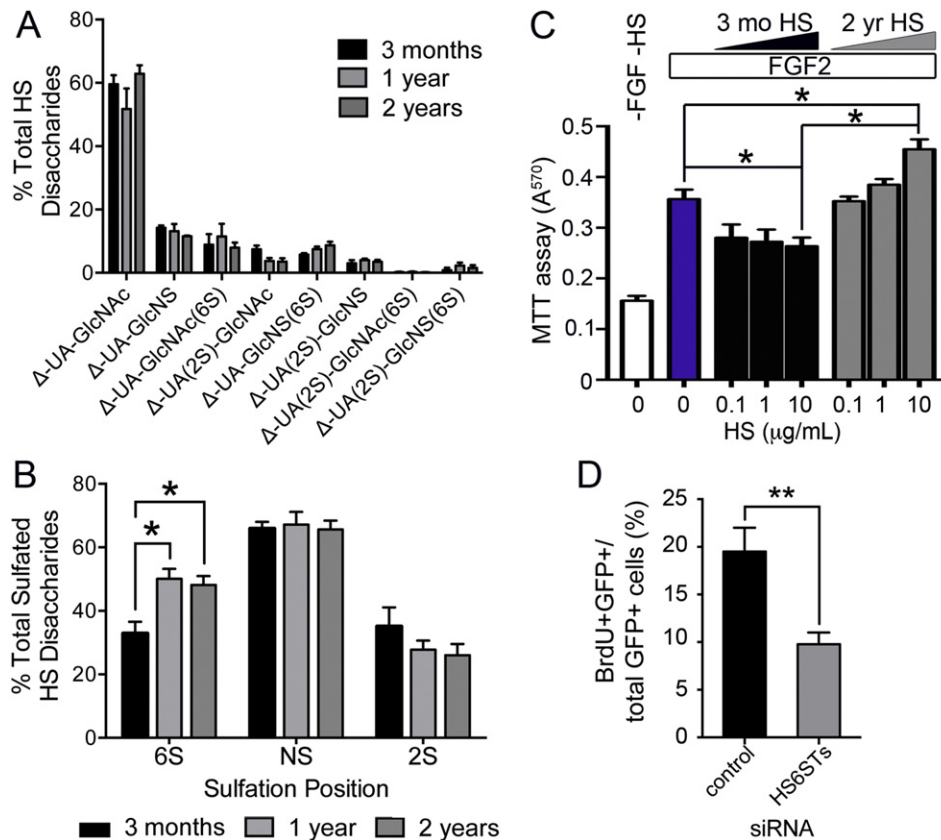 A
% Total HS
Disaccharides
80
60
40
20
0
3 months
1 year
2 years
Δ-UA-GlcNAc
Δ-UA-GlcNS
Δ-UA-GlcNAc(6S)
Δ-UA(2S)-GlcNAc
Δ-UA-GlcNS(6S)
Δ-UA(2S)-GlcNS
Δ-UA(2S)-GlcNAc(6S)
Δ-UA(2S)-GlcNS(6S)
B
% Total Sulfated
HS Disaccharides
80
60
40
20
0
*
*
6S NS 2S
Sulfation Position
3 months 1 year 2 years
C
-FGF -HS
3 mo HS 2 yr HS
FGF2
*
*
*
MTT assay (A⁵⁷⁰)
0.5
0.4
0.3
0.2
0.1
0
0 0 0.1 1 10 0.1 1 10
HS (μg/mL)
D
BrdU+GFP+/
total GFP+ cells (%)
25
20
15
10
5
0
**
control
HS6STs
siRNA